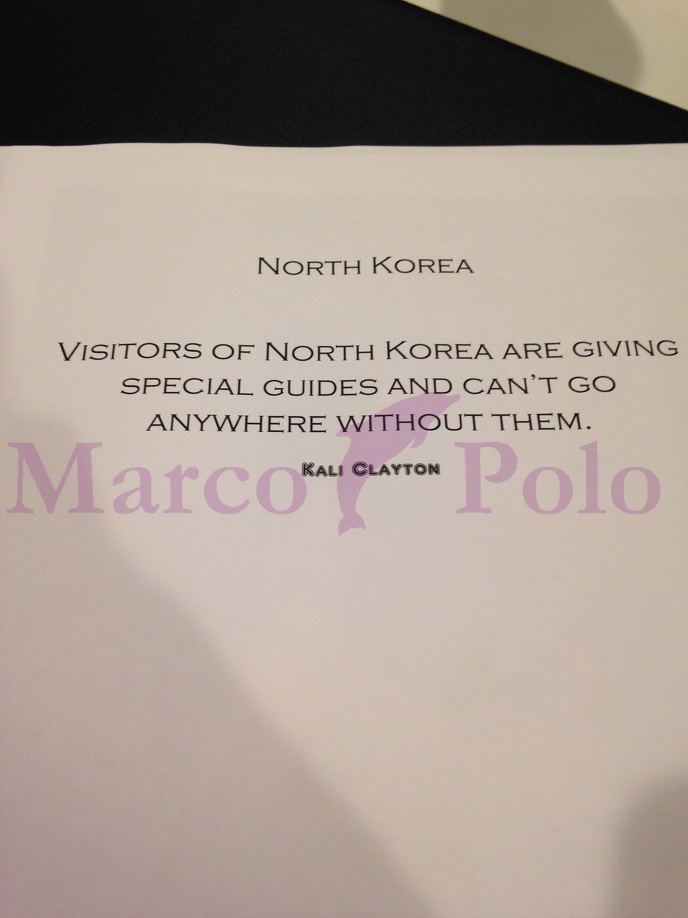 North Korea
Visitors of North Korea are giving
special guides and can't go
anywhere without them.
Kali Clayton
Marco Polo